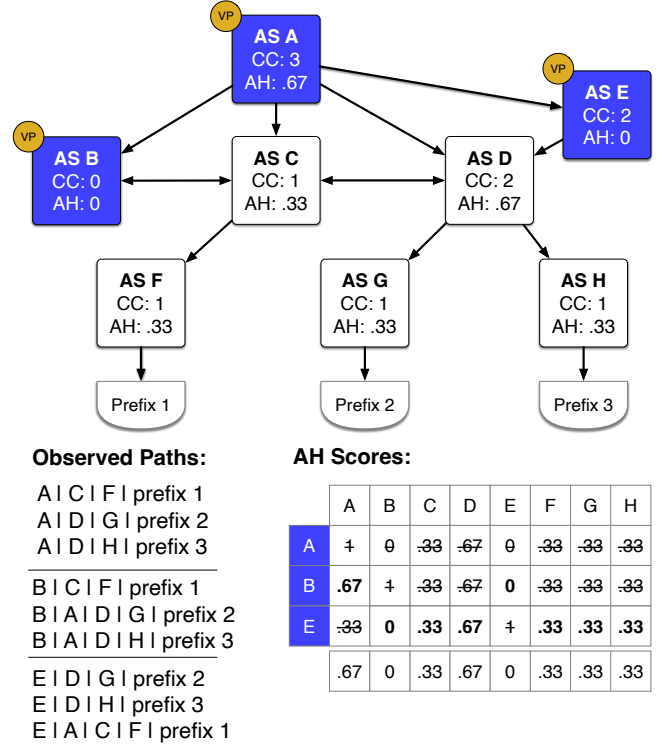 VP
AS A
CC: 3
AH: .67
VP
AS E
CC: 2
AH: 0
VP
AS B
CC: 0
AH: 0
AS C
CC: 1
AH: .33
AS D
CC: 2
AH: .67
AS F
CC: 1
AH: .33
AS G
CC: 1
AH: .33
AS H
CC: 1
AH: .33
Prefix 1
Prefix 2
Prefix 3
Observed Paths:
A | C | F | prefix 1
A | D | G | prefix 2
A | D | H | prefix 3
B | C | F | prefix 1
B | A | D | G | prefix 2
B | A | D | H | prefix 3
E | D | G | prefix 2
E | D | H | prefix 3
E | A | C | F | prefix 1
AH Scores:
A B C D E F G H
A 1 0 .33 .67 0 .33 .33 .33
B .67 1 .33 .67 0 .33 .33 .33
E .33 0 .33 .67 1 .33 .33 .33
.67 0 .33 .67 0 .33 .33 .33